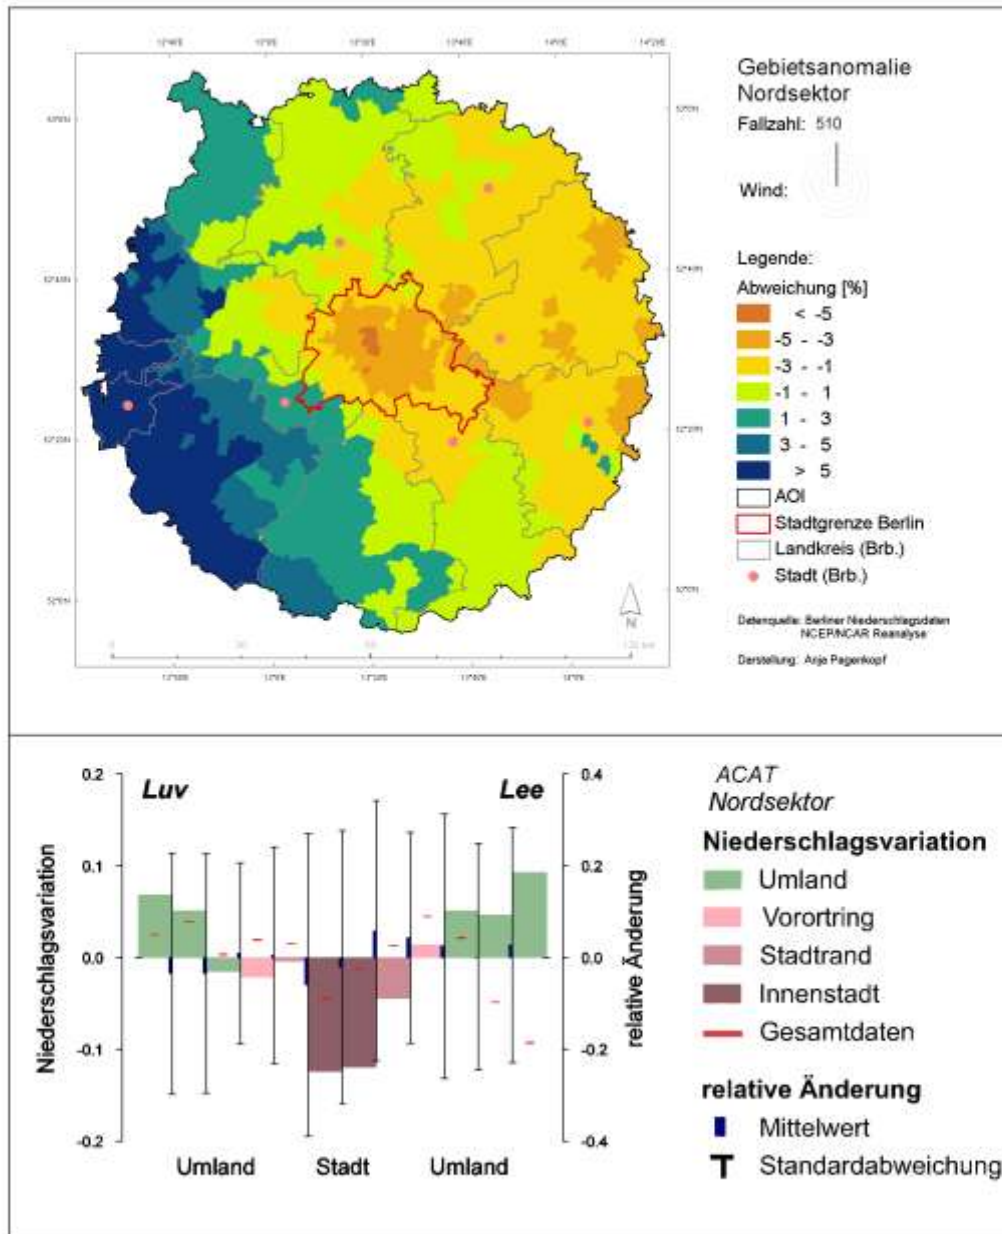 Gebietsanomalie
Nordsektor
Fallzahl: 510
Wind:
Legende:
Abweichung [%]
< -5
-5 - -3
-3 - -1
-1 - 1
1 - 3
3 - 5
> 5
AOI
Stadtgrenze Berlin
Landkreis (Brb.)
Stadt (Brb.)
N
Datenquelle: Berliner Niederschlagsdaten
NCEP/NCAR Reanalyse
Darstellung: Anja Pagenkopf
0.2
0.1
0.0
-0.1
-0.2
Niederschlagsvariation
Luv
Lee
0.4
0.2
0.0
-0.2
-0.4
relative Änderung
Umland
Stadt
Umland
ACAT
Nordsektor
Niederschlagsvariation
Umland
Vorortring
Stadtrand
Innenstadt
Gesamtdaten
relative Änderung
Mittelwert
Standardabweichung